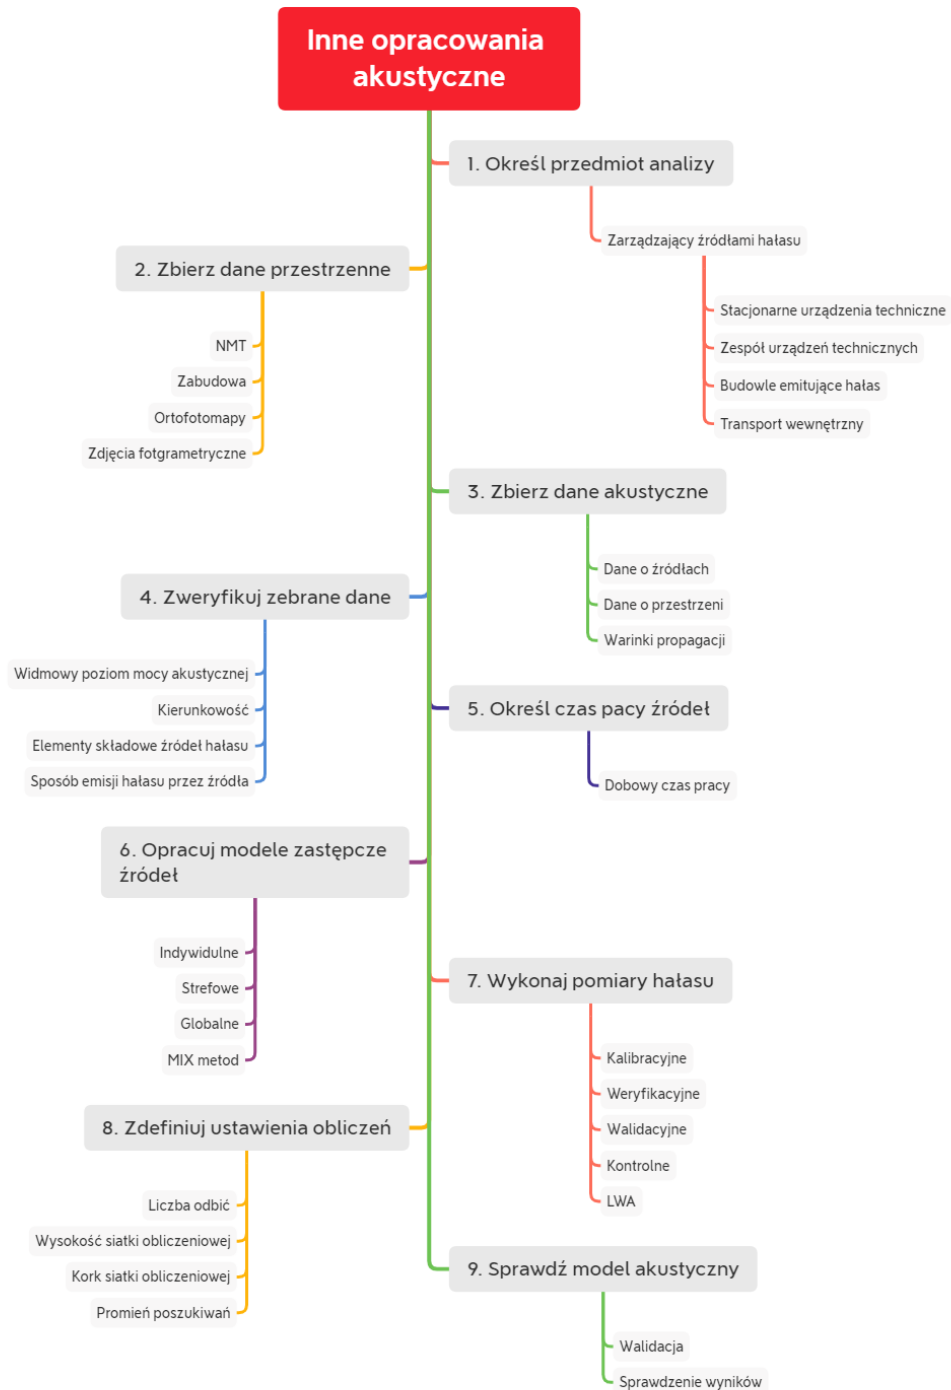 Inne opracowania
akustyczne
1. Określ przedmiot analizy
Zarządzający źródłami hałasu
Stacjonarne urządzenia techniczne
Zespół urządzeń technicznych
Budowle emitujące hałas
Transport wewnętrzny
2. Zbierz dane przestrzenne
NMT
Zabudowa
Ortofotomapy
Zdjęcia fotgrametryczne
3. Zbierz dane akustyczne
Dane o źródłach
Dane o przestrzeni
Warinki propagacji
4. Zweryfikuj zebrane dane
Widmowy poziom mocy akustycznej
Kierunkowość
Elementy składowe źródeł hałasu
Sposób emisji hałasu przez źródła
5. Określ czas pacy źródeł
Dobowy czas pracy
6. Opracuj modele zastępcze
źródeł
Indywidulne
Strefowe
Globalne
MIX metod
7. Wykonaj pomiary hałasu
Kalibracyjne
Weryfikacyjne
Walidacyjne
Kontrolne
LWA
8. Zdefiniuj ustawienia obliczeń
Liczba odbić
Wysokość siatki obliczeniowej
Kork siatki obliczeniowej
Promień poszukiwań
9. Sprawdź model akustyczny
Walidacja
Sprawdzenie wyników